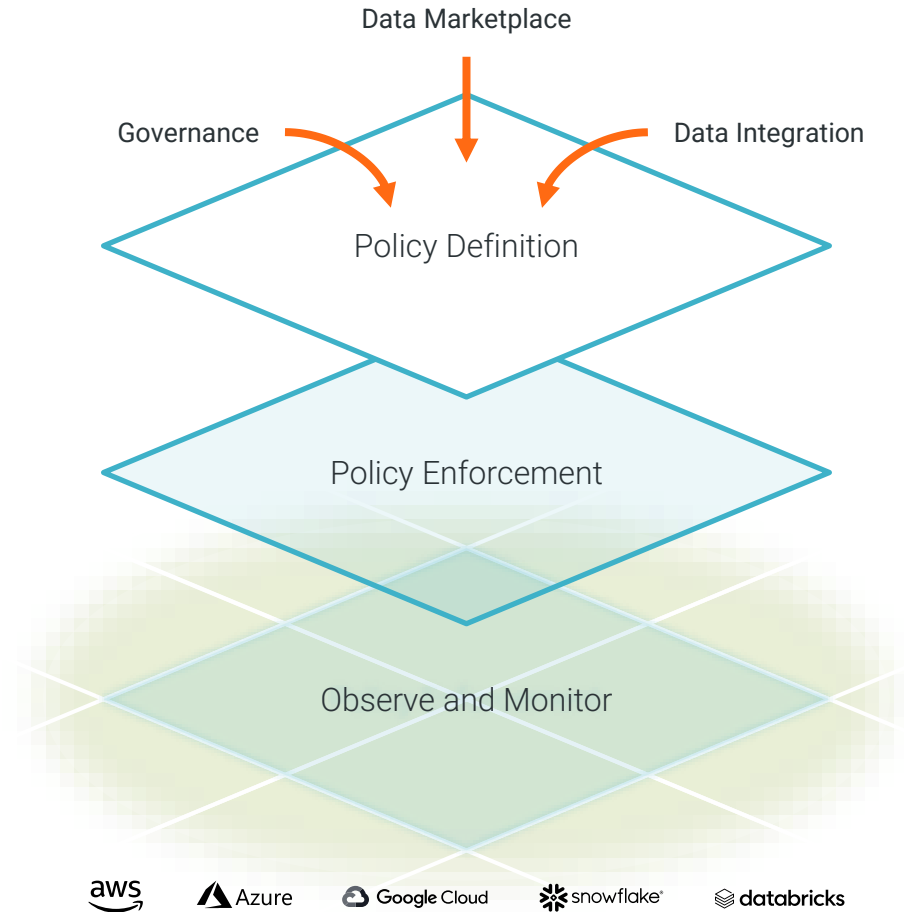 Data Marketplace
Governance
Data Integration
Policy Definition
Policy Enforcement
Observe and Monitor
aws
Azure
Google Cloud
snowflake®
databricks